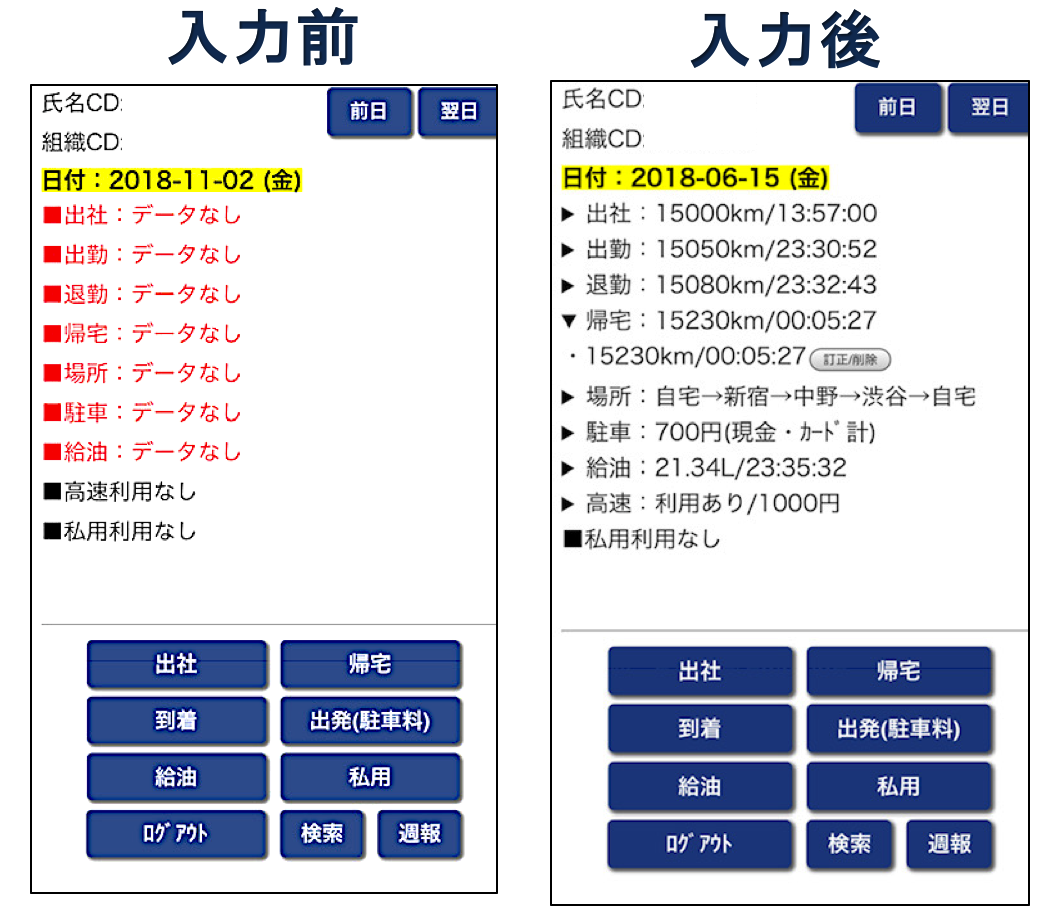 入力前
氏名CD:
前日
翌日
組織CD:
日付：2018-11-02 (金)
■出社：データなし
■出勤：データなし
■退勤：データなし
■帰宅：データなし
■場所：データなし
■駐車：データなし
■給油：データなし
■高速利用なし
■私用利用なし
出社
帰宅
到着
出発(駐車料)
給油
私用
ﾛｸﾞｱｳﾄ
検索
週報
入力後
氏名CD:
前日
翌日
組織CD:
日付：2018-06-15 (金)
▶ 出社：15000km/13:57:00
▶ 出勤：15050km/23:30:52
▶ 退勤：15080km/23:32:43
▼ 帰宅：15230km/00:05:27
・15230km/00:05:27 訂正/削除
▶ 場所：自宅→新宿→中野→渋谷→自宅
▶ 駐車：700円(現金・ｶｰﾄﾞ計)
▶ 給油：21.34L/23:35:32
▶ 高速：利用あり/1000円
■私用利用なし
出社
帰宅
到着
出発(駐車料)
給油
私用
ﾛｸﾞｱｳﾄ
検索
週報